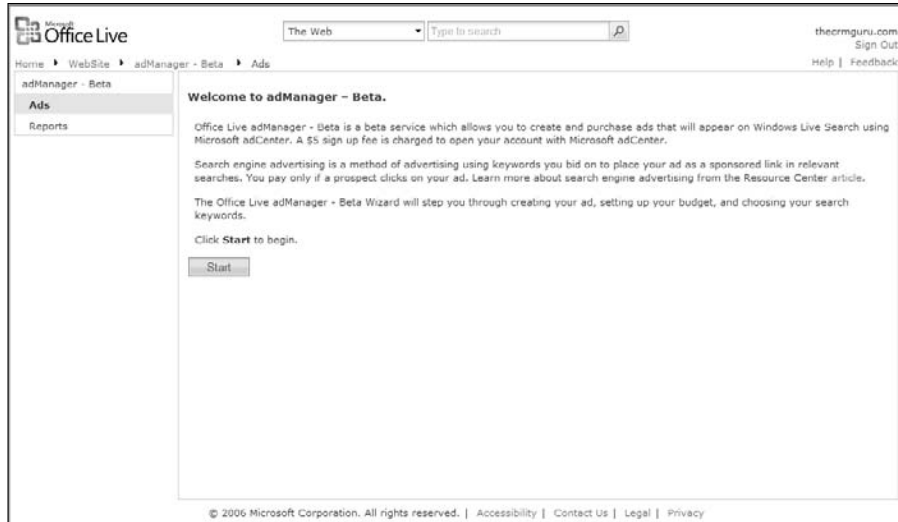 Microsoft
Office Live
The Web
Type to search
thecrmguru.com
Sign Out
Home WebSite adManager - Beta Ads
Help | Feedback
adManager - Beta
Ads
Reports
Welcome to adManager – Beta.
Office Live adManager - Beta is a beta service which allows you to create and purchase ads that will appear on Windows Live Search using
Microsoft adCenter. A $5 sign up fee is charged to open your account with Microsoft adCenter.
Search engine advertising is a method of advertising using keywords you bid on to place your ad as a sponsored link in relevant
searches. You pay only if a prospect clicks on your ad. Learn more about search engine advertising from the Resource Center article.
The Office Live adManager - Beta Wizard will step you through creating your ad, setting up your budget, and choosing your search
keywords.
Click Start to begin.
Start
© 2006 Microsoft Corporation. All rights reserved. | Accessibility | Contact Us | Legal | Privacy